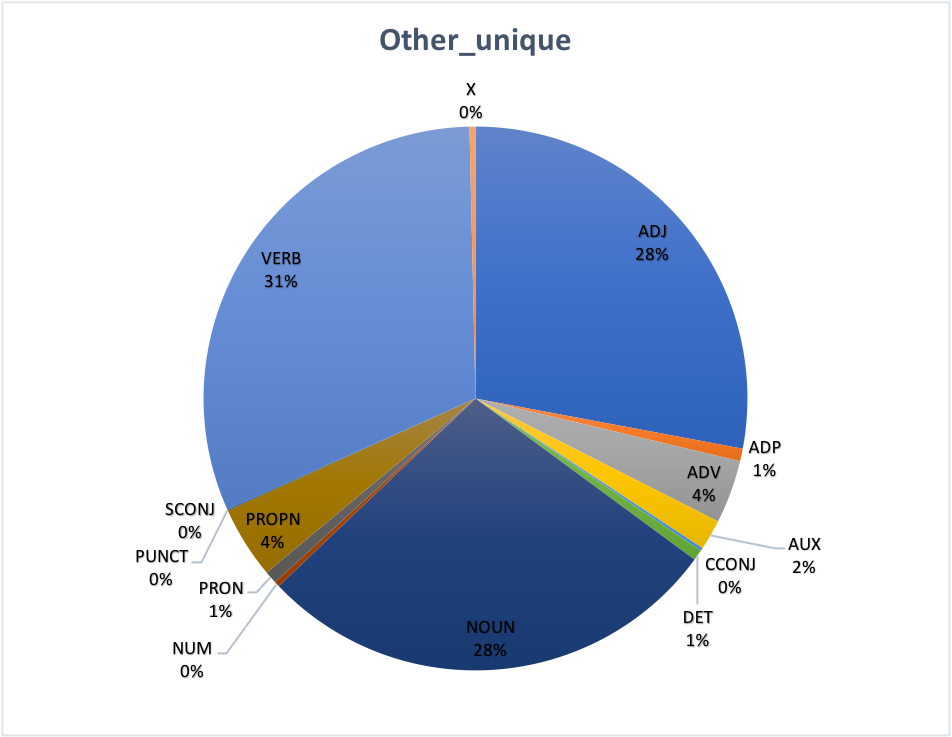 Other_unique
X
0%
ADJ
28%
ADP
1%
ADV
4%
AUX
2%
CCONJ
0%
DET
1%
NOUN
28%
NUM
0%
PRON
1%
PROPN
4%
PUNCT
0%
SCONJ
0%
VERB
31%